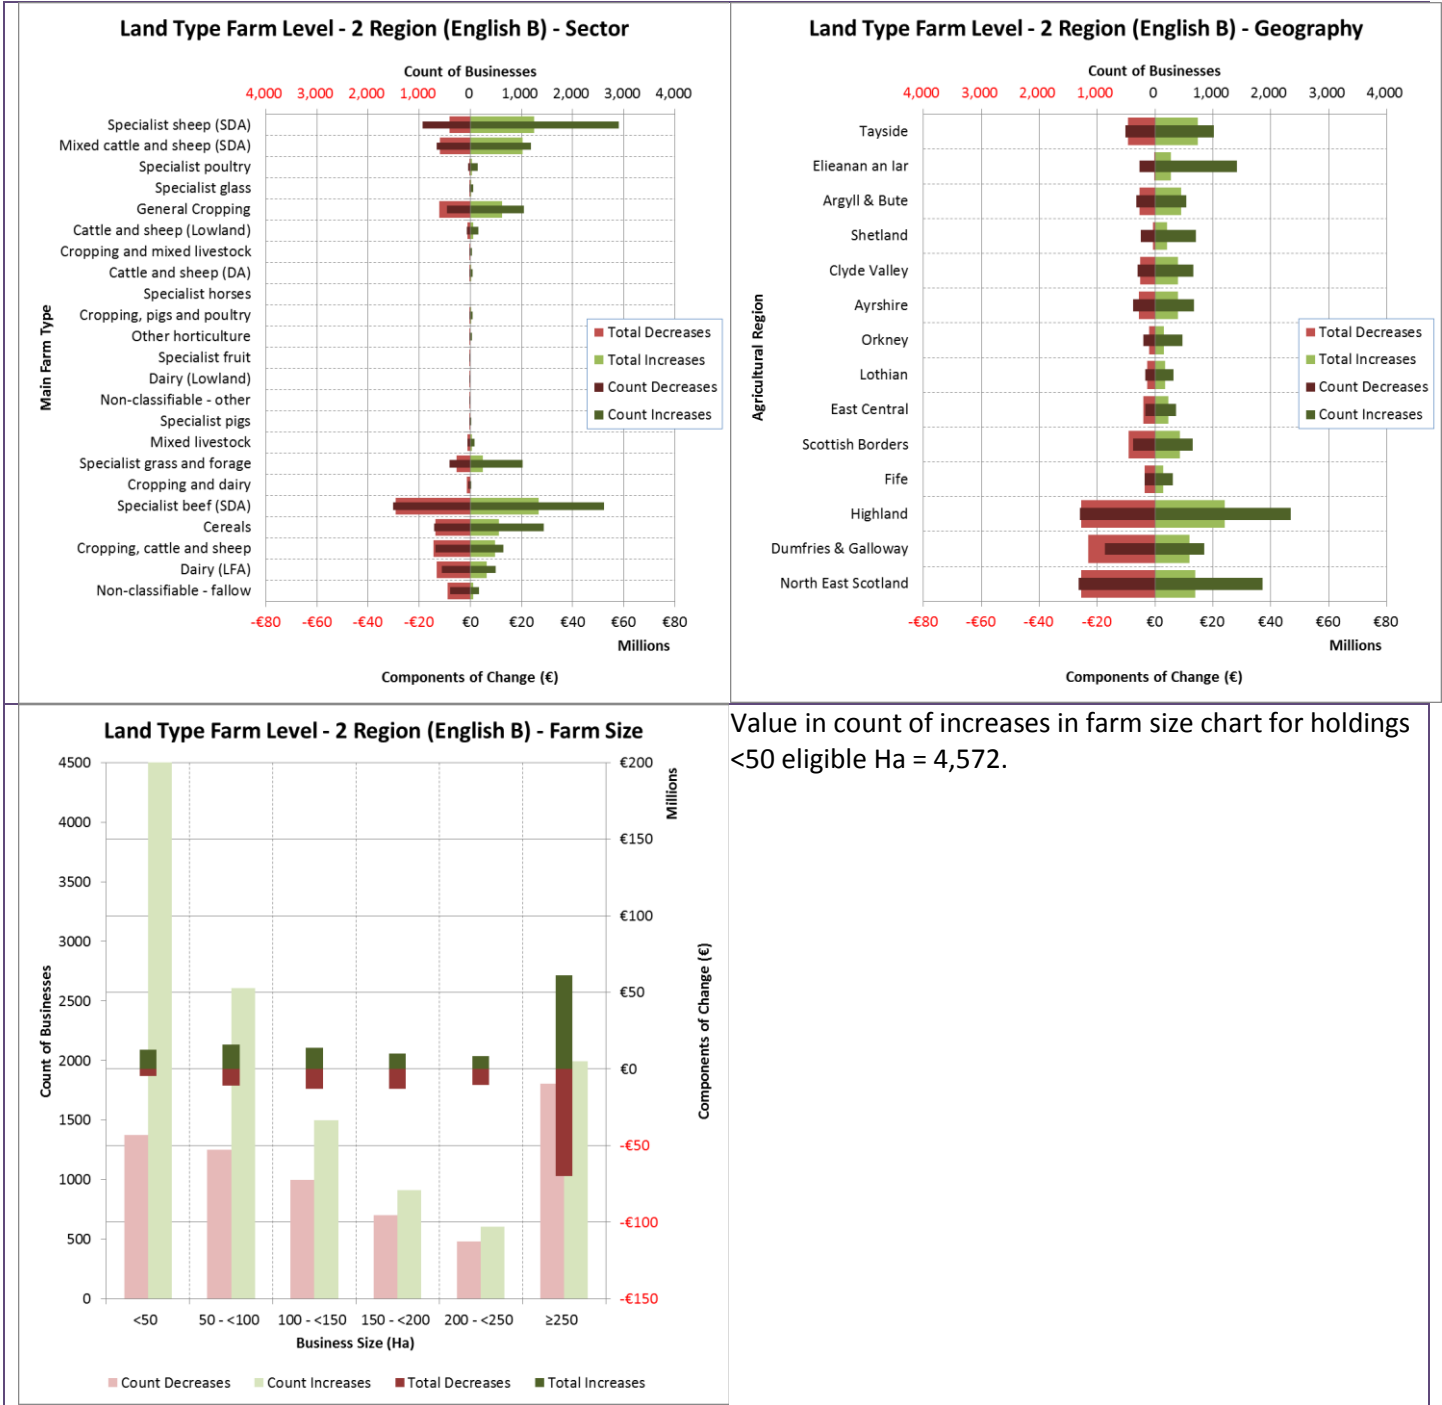 Land Type Farm Level - 2 Region (English B) - Sector
Count of Businesses
4,000 3,000 2,000 1,000 0 1,000 2,000 3,000 4,000
Main Farm Type
Specialist sheep (SDA)
Mixed cattle and sheep (SDA)
Specialist poultry
Specialist glass
General Cropping
Cattle and sheep (Lowland)
Cropping and mixed livestock
Cattle and sheep (DA)
Specialist horses
Cropping, pigs and poultry
Other horticulture
Specialist fruit
Dairy (Lowland)
Non-classifiable - other
Specialist pigs
Mixed livestock
Specialist grass and forage
Cropping and dairy
Specialist beef (SDA)
Cereals
Cropping, cattle and sheep
Dairy (LFA)
Non-classifiable - fallow
Total Decreases
Total Increases
Count Decreases
Count Increases
-€80 -€60 -€40 -€20 €0 €20 €40 €60 €80
Millions
Components of Change (€)
Land Type Farm Level - 2 Region (English B) - Geography
Count of Businesses
4,000 3,000 2,000 1,000 0 1,000 2,000 3,000 4,000
Agricultural Region
Tayside
Elieanan an Iar
Argyll & Bute
Shetland
Clyde Valley
Ayrshire
Orkney
Lothian
East Central
Scottish Borders
Fife
Highland
Dumfries & Galloway
North East Scotland
Total Decreases
Total Increases
Count Decreases
Count Increases
-€80 -€60 -€40 -€20 €0 €20 €40 €60 €80
Millions
Components of Change (€)
Land Type Farm Level - 2 Region (English B) - Farm Size
Count of Businesses
4500
4000
3500
3000
2500
2000
1500
1000
500
0
€200
€150
€100
€50
€0
-€50
-€100
-€150
Millions
Components of Change (€)
<50 50 - <100 100 - <150 150 - <200 200 - <250 ≥250
Business Size (Ha)
Count Decreases Count Increases Total Decreases Total Increases
Value in count of increases in farm size chart for holdings
<50 eligible Ha = 4,572.